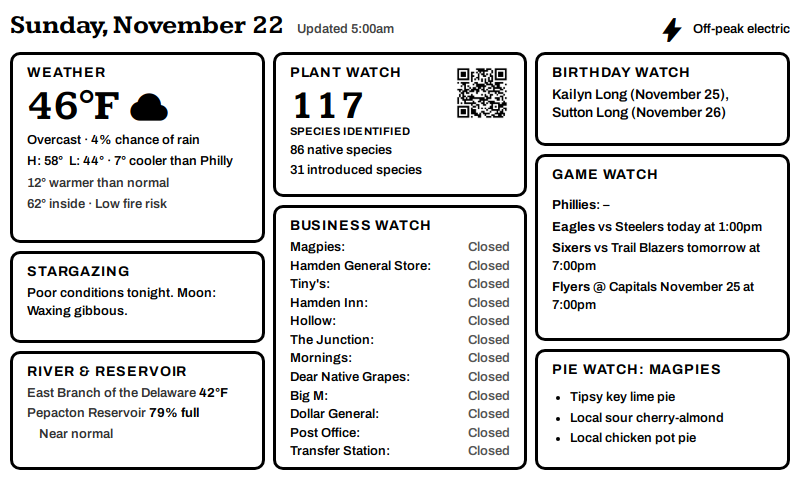 Sunday, November 22 Updated 5:00am
Off-peak electric
WEATHER
46°F
Overcast · 4% chance of rain
H: 58° L: 44° · 7° cooler than Philly
12° warmer than normal
62° inside · Low fire risk
STARGAZING
Poor conditions tonight. Moon:
Waxing gibbous.
RIVER & RESERVOIR
East Branch of the Delaware 42°F
Pepacton Reservoir 79% full
Near normal
PLANT WATCH
117
SPECIES IDENTIFIED
86 native species
31 introduced species
BUSINESS WATCH
Magpies: Closed
Hamden General Store: Closed
Tiny's: Closed
Hamden Inn: Closed
Hollow: Closed
The Junction: Closed
Mornings: Closed
Dear Native Grapes: Closed
Big M: Closed
Dollar General: Closed
Post Office: Closed
Transfer Station: Closed
BIRTHDAY WATCH
Kailyn Long (November 25),
Sutton Long (November 26)
GAME WATCH
Phillies: –
Eagles vs Steelers today at 1:00pm
Sixers vs Trail Blazers tomorrow at
7:00pm
Flyers @ Capitals November 25 at
7:00pm
PIE WATCH: MAGPIES
• Tipsy key lime pie
• Local sour cherry-almond
• Local chicken pot pie